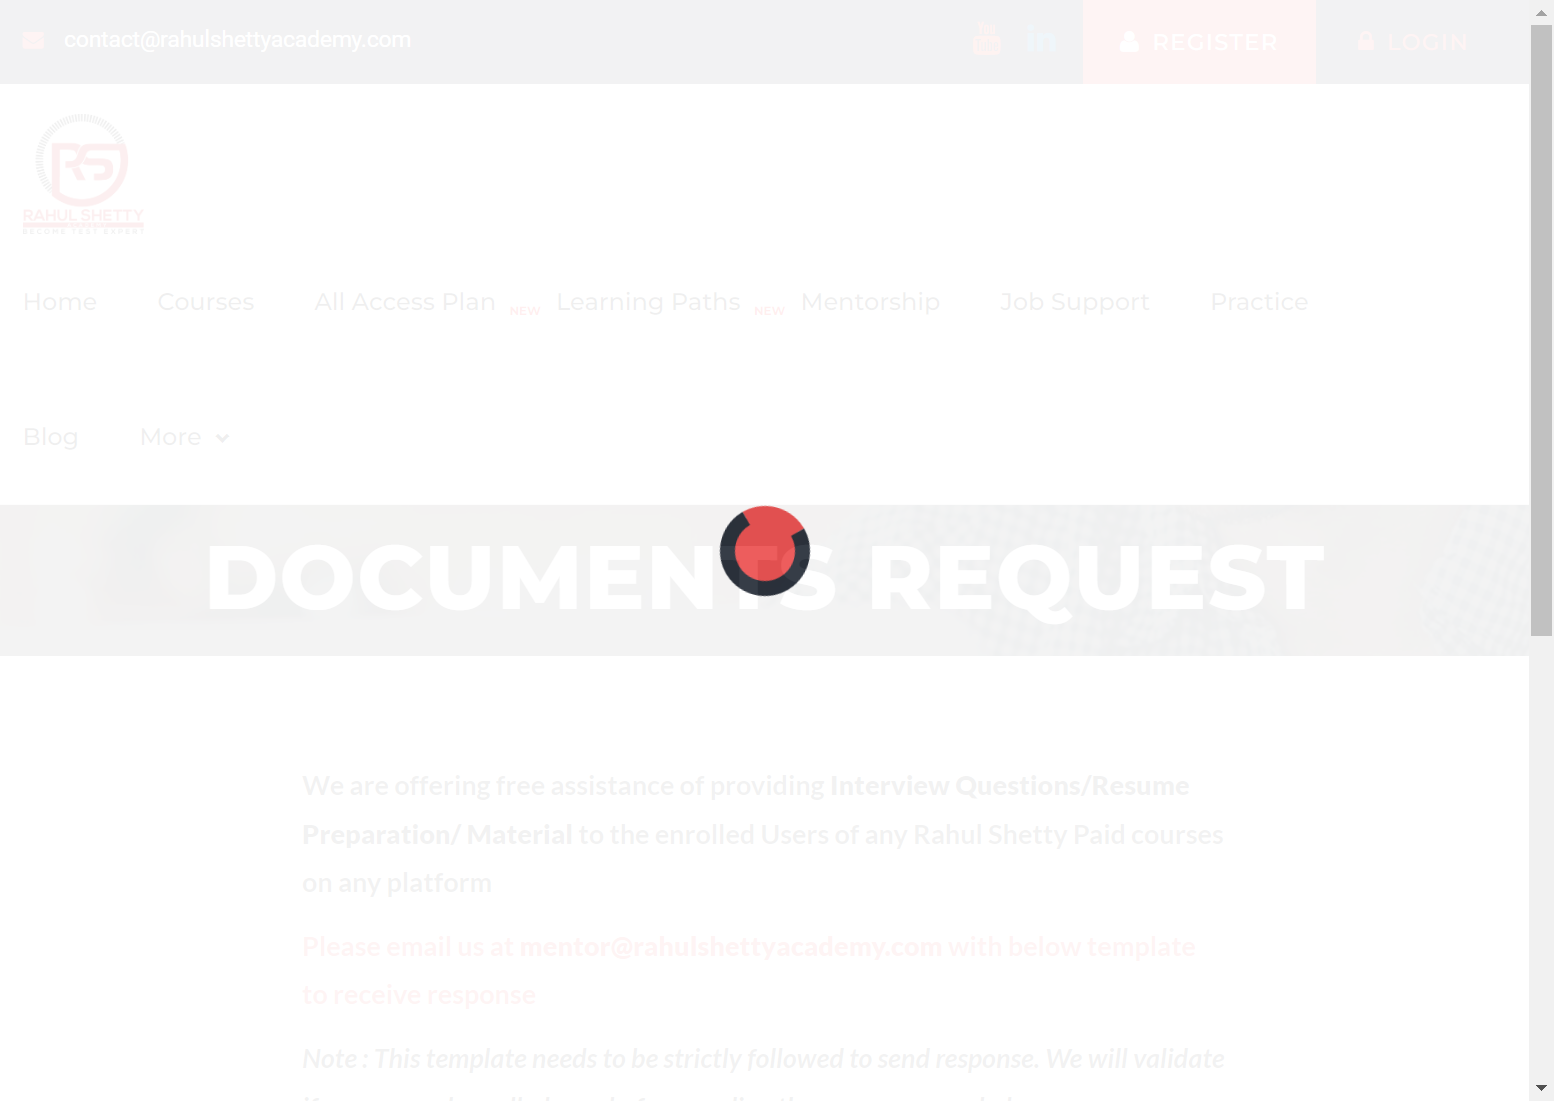 contact@rahulshettyacademy.com
REGISTER
LOGIN
RAHUL SHETTY
BECOME TEST EXPERT
Home Courses All Access Plan NEW Learning Paths NEW Mentorship Job Support Practice
Blog More
DOCUMENTS REQUEST
We are offering free assistance of providing Interview Questions/Resume
Preparation/ Material to the enrolled Users of any Rahul Shetty Paid courses
on any platform
Please email us at mentor@rahulshettyacademy.com with below template
to receive response
Note : This template needs to be strictly followed to send response. We will validate